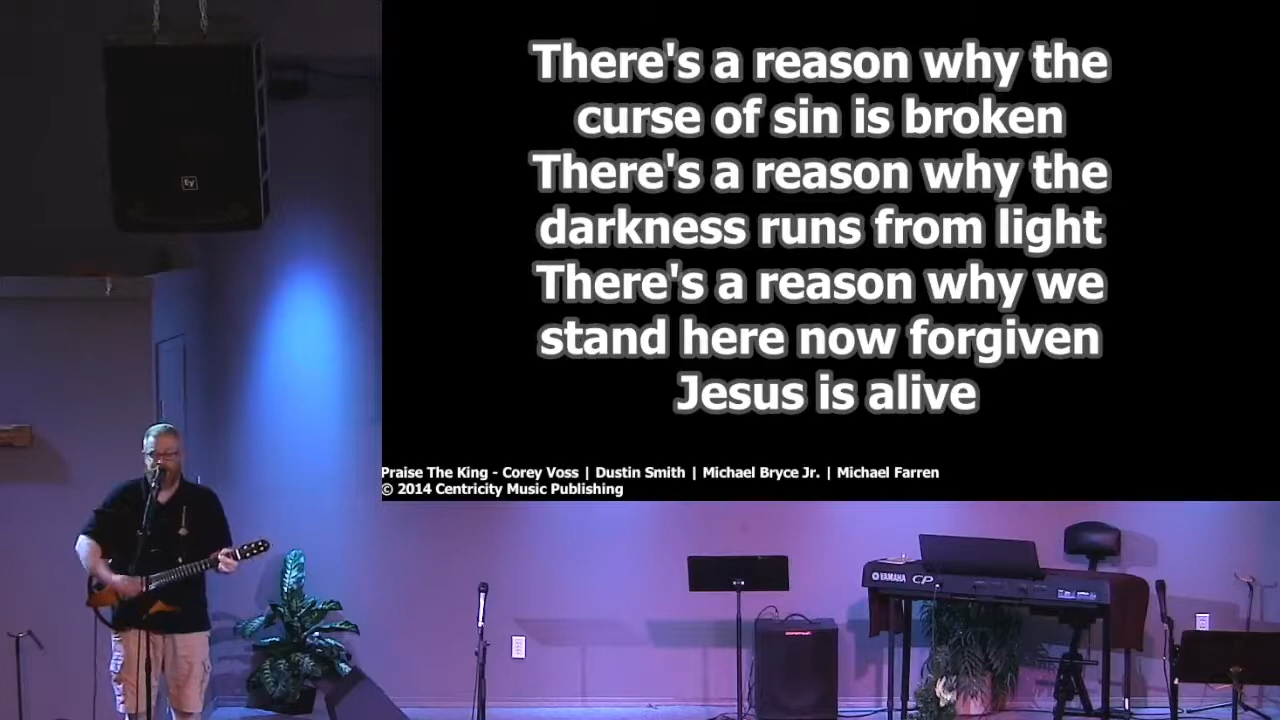 There's a reason why the
curse of sin is broken
There's a reason why the
darkness runs from light
There's a reason why we
stand here now forgiven
Jesus is alive
Praise The King - Corey Voss | Dustin Smith | Michael Bryce Jr. | Michael Farren
© 2014 Centricity Music Publishing
EV
YAMAHA CP